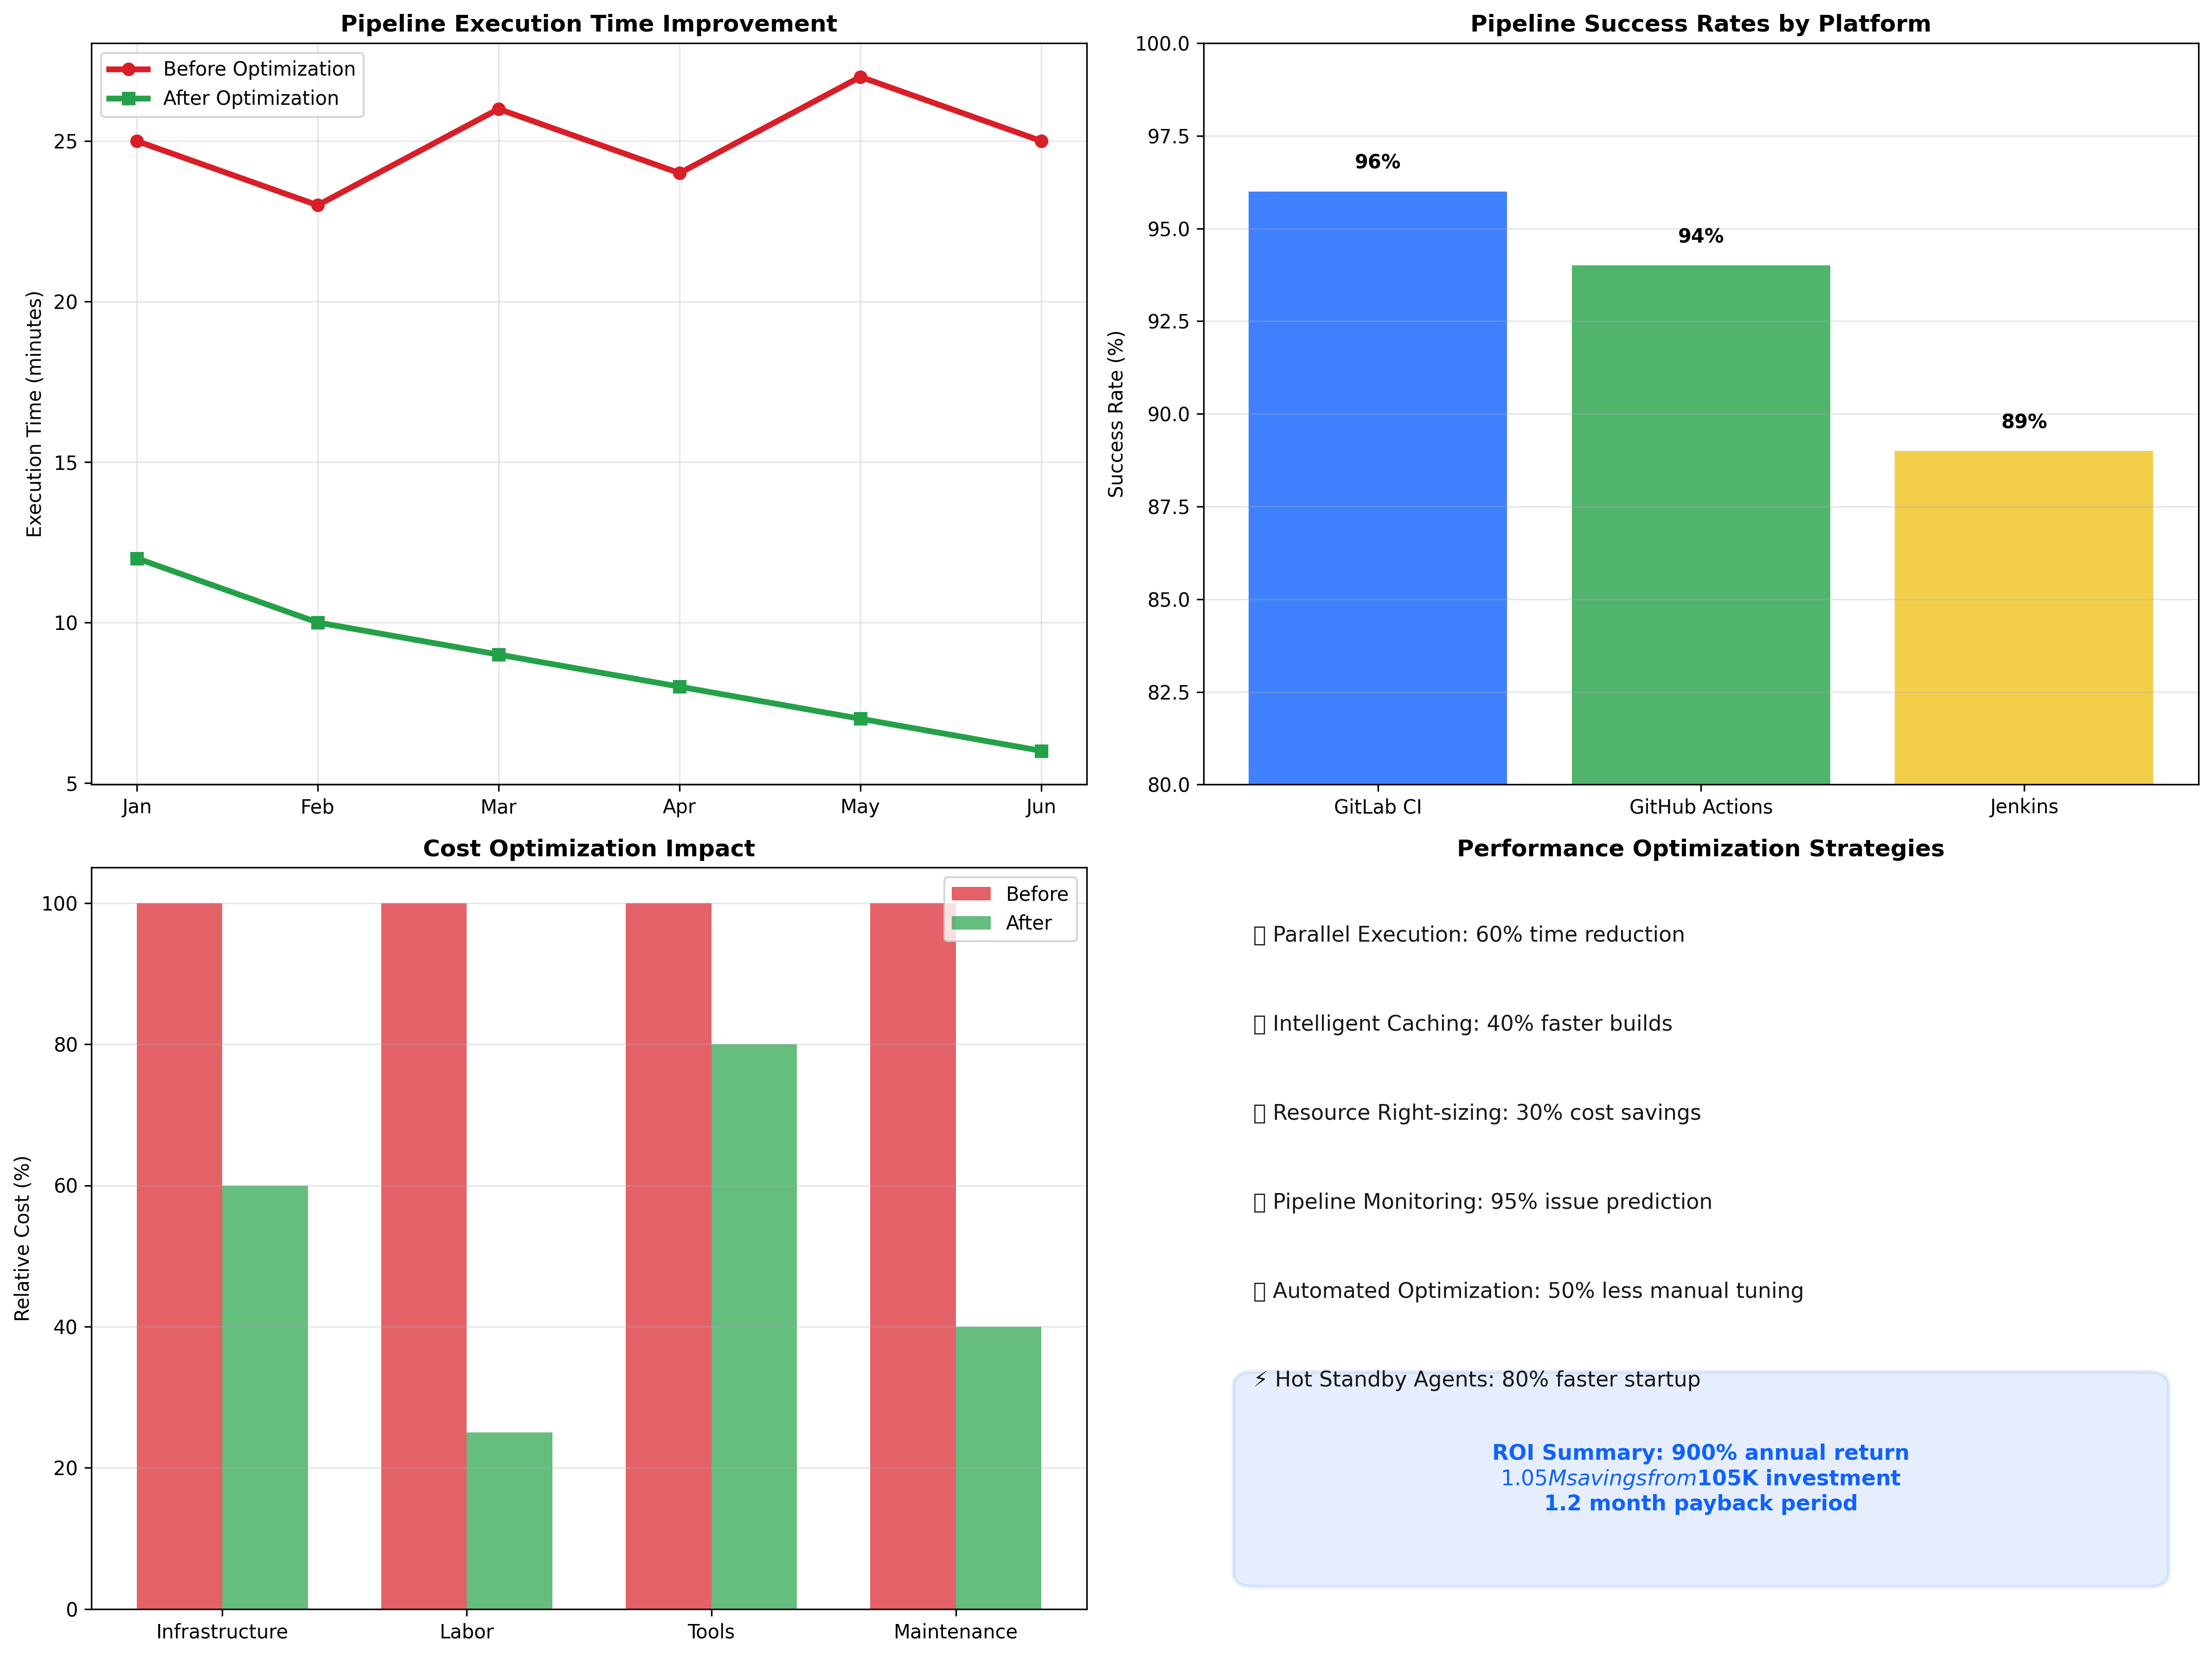 Pipeline Execution Time Improvement
Before Optimization
After Optimization
Execution Time (minutes)
25
20
15
10
5
Jan
Feb
Mar
Apr
May
Jun
Pipeline Success Rates by Platform
Success Rate (%)
100.0
97.5
95.0
92.5
90.0
87.5
85.0
82.5
80.0
96%
94%
89%
GitLab CI
GitHub Actions
Jenkins
Cost Optimization Impact
Before
After
Relative Cost (%)
100
80
60
40
20
0
Infrastructure
Labor
Tools
Maintenance
Performance Optimization Strategies
▯ Parallel Execution: 60% time reduction
▯ Intelligent Caching: 40% faster builds
▯ Resource Right-sizing: 30% cost savings
▯ Pipeline Monitoring: 95% issue prediction
▯ Automated Optimization: 50% less manual tuning
⚡ Hot Standby Agents: 80% faster startup
ROI Summary: 900% annual return
1.05Msavingsfrom105K investment
1.2 month payback period